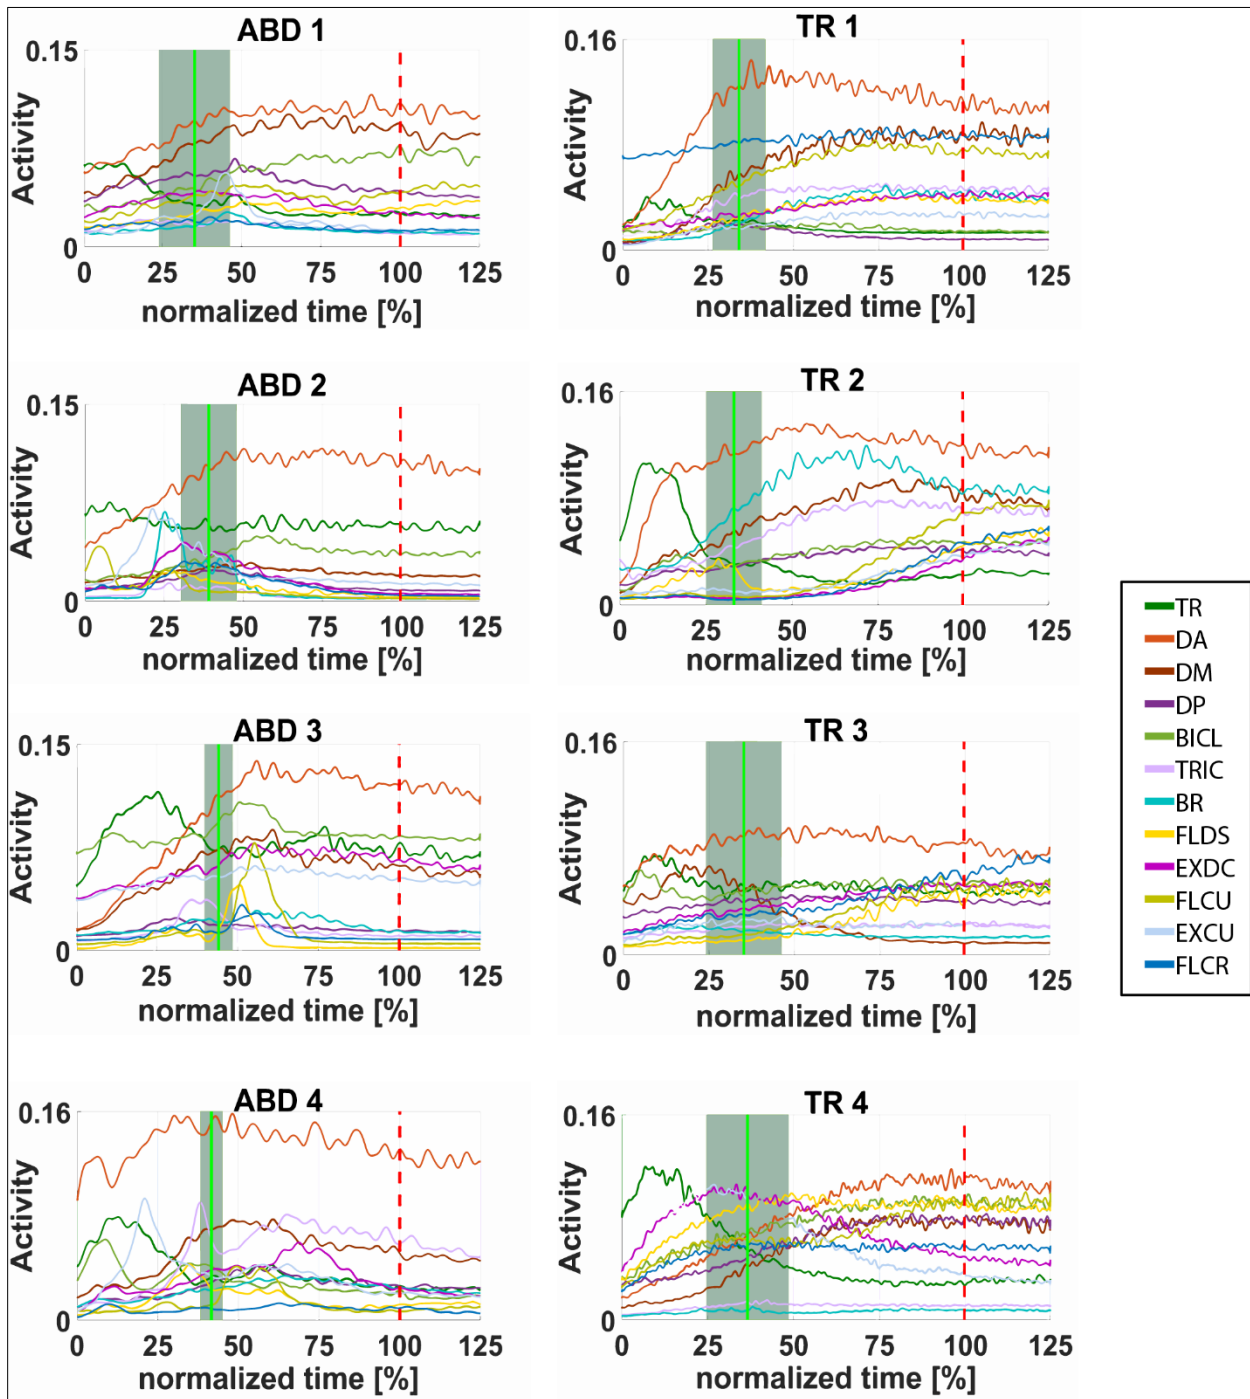 ABD 1
0.15
Activity
0
0 25 50 75 100 125
normalized time [%]
TR 1
0.16
Activity
0
0 25 50 75 100 125
normalized time [%]
ABD 2
0.15
Activity
0
0 25 50 75 100 125
normalized time [%]
TR 2
0.16
Activity
0
0 25 50 75 100 125
normalized time [%]
ABD 3
0.15
Activity
0
0 25 50 75 100 125
normalized time [%]
TR 3
0.16
Activity
0
0 25 50 75 100 125
normalized time [%]
ABD 4
0.16
Activity
0
0 25 50 75 100 125
normalized time [%]
TR 4
0.16
Activity
0
0 25 50 75 100 125
normalized time [%]
TR
DA
DM
DP
BICL
TRIC
BR
FLDS
EXDC
FLCU
EXCU
FLCR